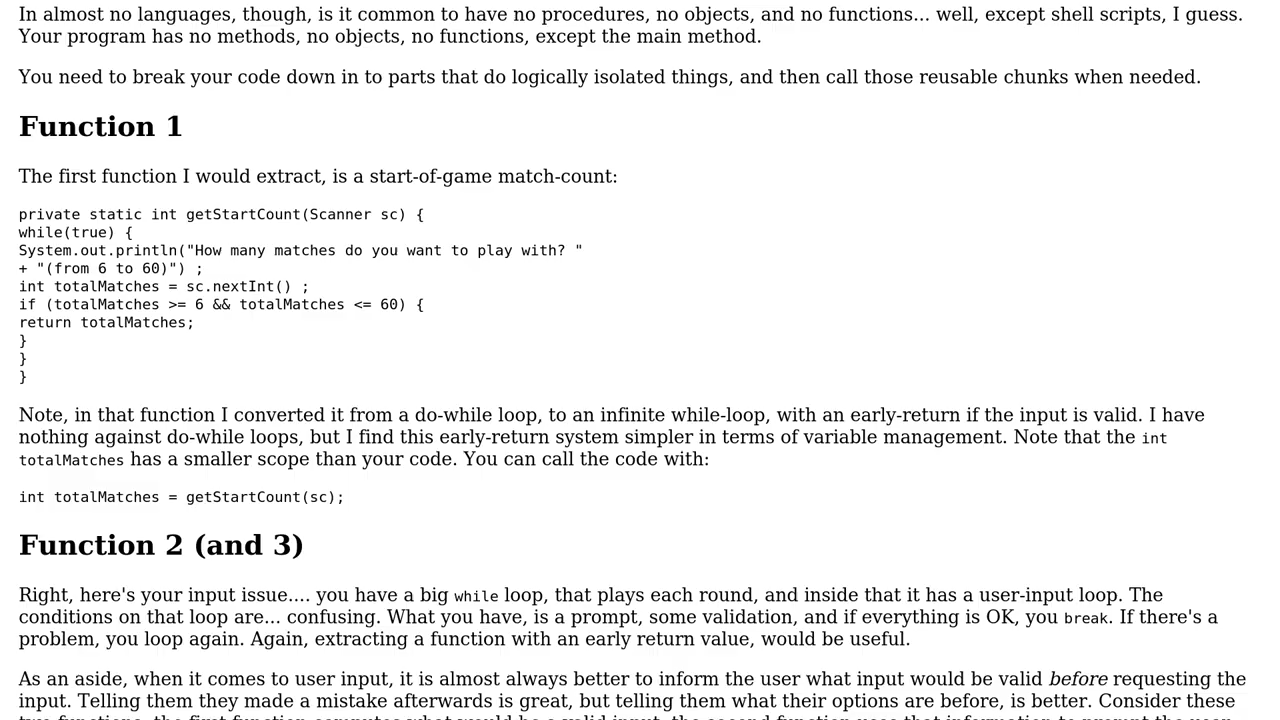 In almost no languages, though, is it common to have no procedures, no objects, and no functions... well, except shell scripts, I guess.
Your program has no methods, no objects, no functions, except the main method.
You need to break your code down in to parts that do logically isolated things, and then call those reusable chunks when needed.
Function 1
The first function I would extract, is a start-of-game match-count:
private static int getStartCount(Scanner sc) {
while(true) {
System.out.println("How many matches do you want to play with? "
+ "(from 6 to 60)") ;
int totalMatches = sc.nextInt() ;
if (totalMatches >= 6 && totalMatches <= 60) {
return totalMatches;
}
}
}
Note, in that function I converted it from a do-while loop, to an infinite while-loop, with an early-return if the input is valid. I have
nothing against do-while loops, but I find this early-return system simpler in terms of variable management. Note that the int
totalMatches has a smaller scope than your code. You can call the code with:
int totalMatches = getStartCount(sc);
Function 2 (and 3)
Right, here's your input issue.... you have a big while loop, that plays each round, and inside that it has a user-input loop. The
conditions on that loop are... confusing. What you have, is a prompt, some validation, and if everything is OK, you break. If there's a
problem, you loop again. Again, extracting a function with an early return value, would be useful.
As an aside, when it comes to user input, it is almost always better to inform the user what input would be valid before requesting the
input. Telling them they made a mistake afterwards is great, but telling them what their options are before, is better. Consider these